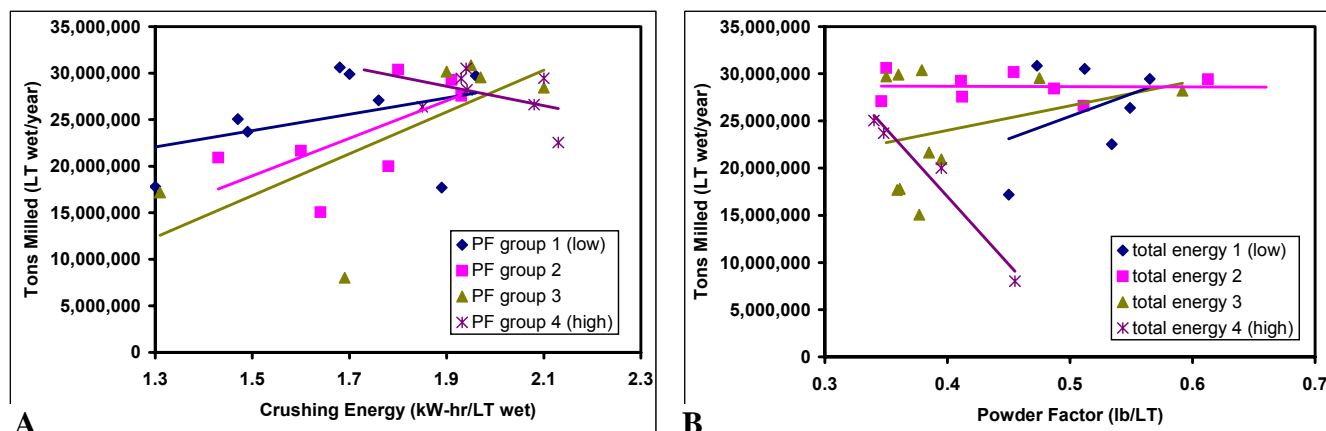 35,000,000
30,000,000
25,000,000
20,000,000
15,000,000
10,000,000
5,000,000
0
Tons Milled (LT wet/year)
PF group 1 (low)
PF group 2
PF group 3
PF group 4 (high)
1.3 1.5 1.7 1.9 2.1 2.3
Crushing Energy (kW-hr/LT wet)
A
35,000,000
30,000,000
25,000,000
20,000,000
15,000,000
10,000,000
5,000,000
0
Tons Milled (LT wet/year)
total energy 1 (low)
total energy 2
total energy 3
total energy 4 (high)
0.3 0.4 0.5 0.6 0.7
Powder Factor (lb/LT)
B